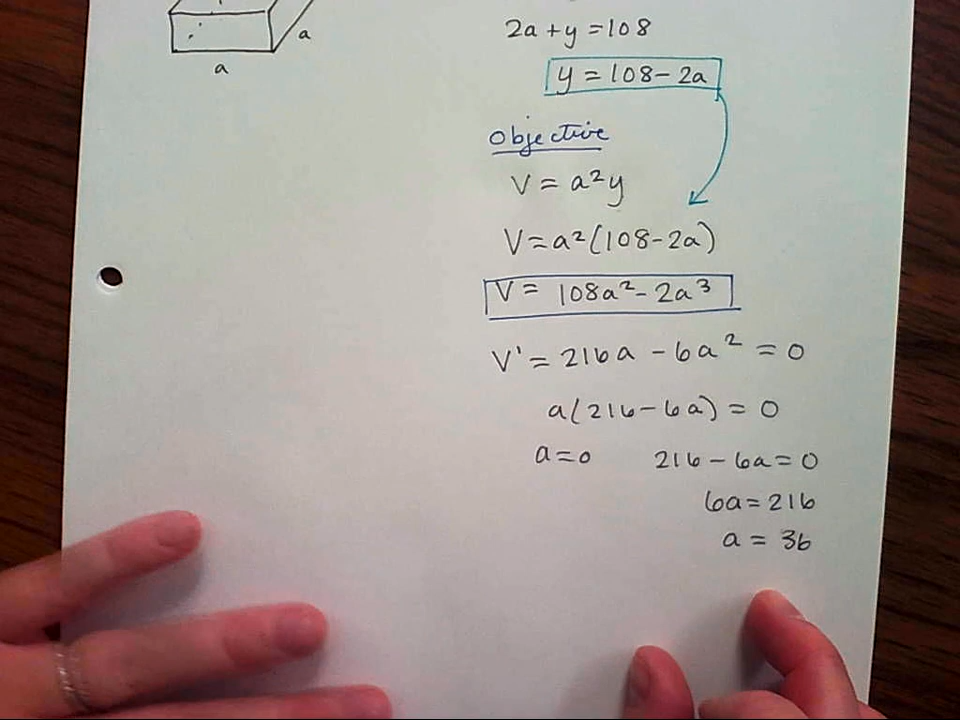 a
a
2a + y = 108
y = 108 - 2a
Objective
V = a²y
V = a²(108 - 2a)
V = 108a² - 2a³
V' = 216a - 6a² = 0
a(216 - 6a) = 0
a = 0 216 - 6a = 0
6a = 216
a = 36